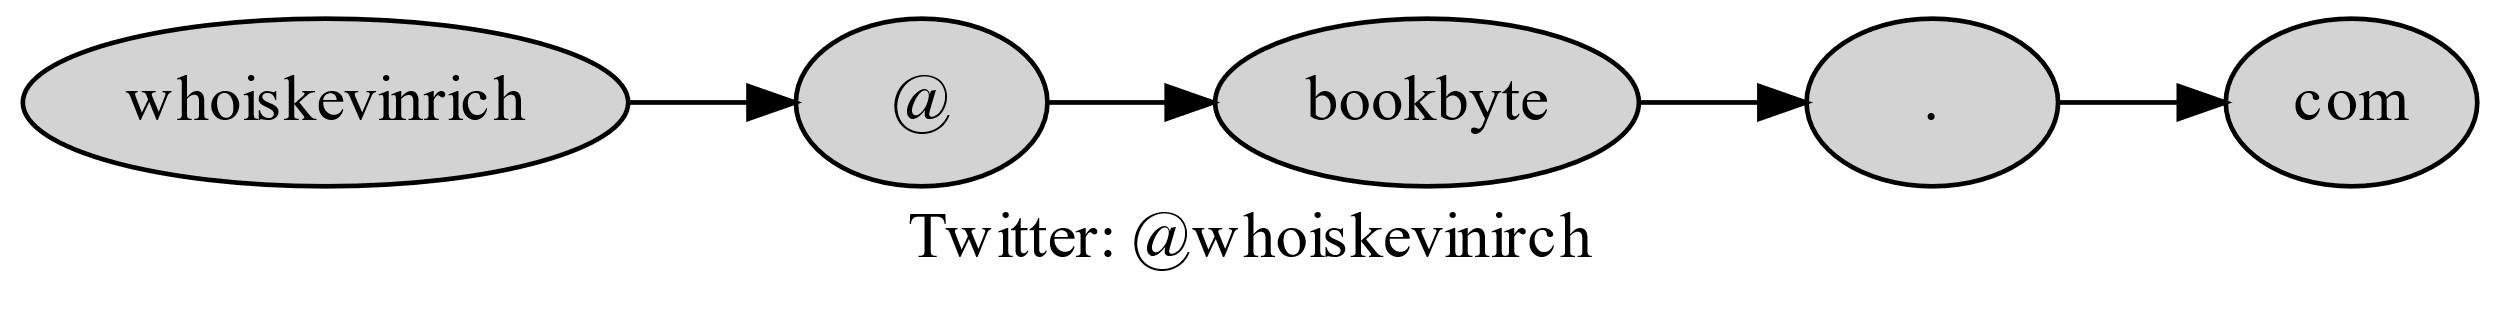 whoiskevinrich @ bookbyte . com
Twitter: @whoiskevinirch